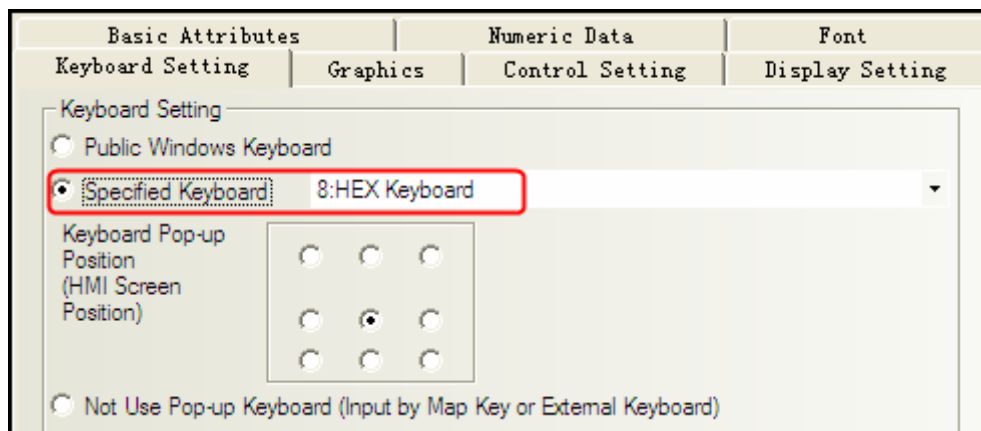 Basic Attributes Numeric Data Font
Keyboard Setting Graphics Control Setting Display Setting
Keyboard Setting
Public Windows Keyboard
Specified Keyboard 8:HEX Keyboard
Keyboard Pop-up
Position
(HMI Screen
Position)
Not Use Pop-up Keyboard (Input by Map Key or External Keyboard)